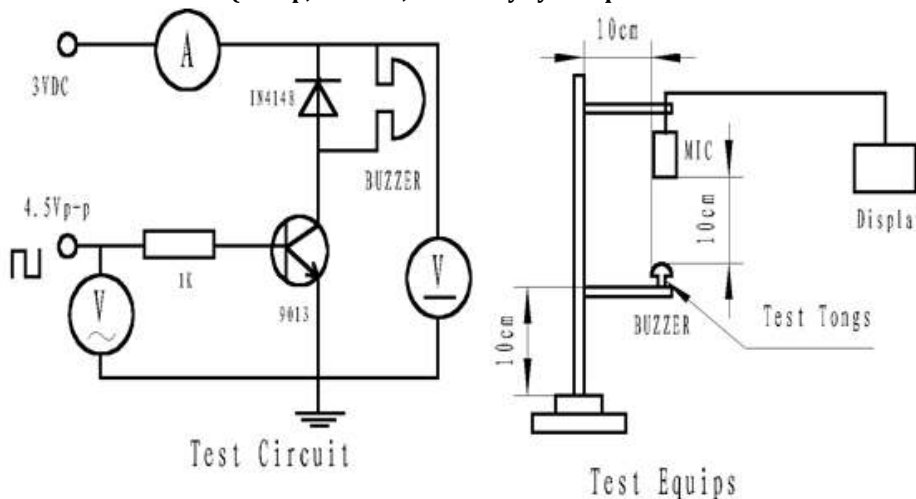 10cm
A
3VDC
IN4148
BUZZER
MIC
10cm
Displa
4.5Vp-p
1K
9013
V
V
10cm
BUZZER
Test Tongs
Test Circuit
Test Equips